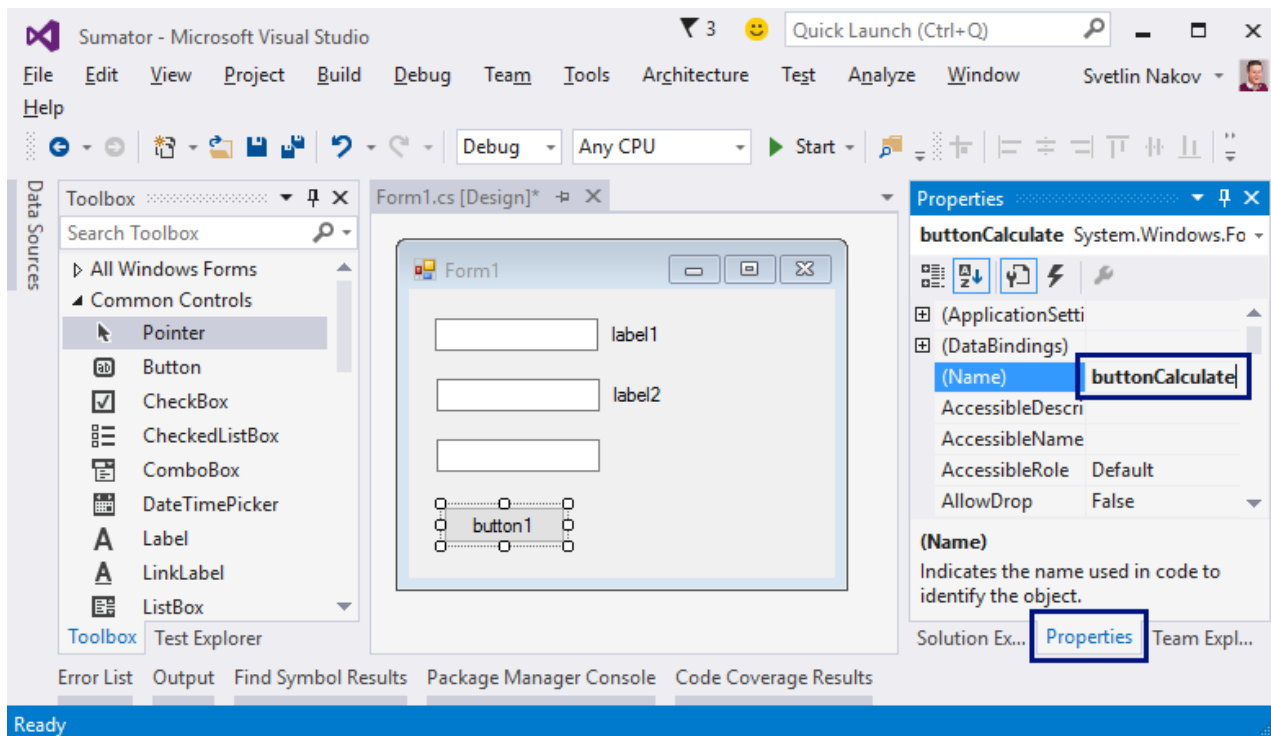 Sumator - Microsoft Visual Studio
3
Quick Launch (Ctrl+Q)
File Edit View Project Build Debug Team Tools Architecture Test Analyze Window Svetlin Nakov
Help
Debug Any CPU Start
Data Sources
Toolbox
Search Toolbox
All Windows Forms
Common Controls
Pointer
Button
CheckBox
CheckedListBox
ComboBox
DateTimePicker
Label
LinkLabel
ListBox
Toolbox Test Explorer
Form1.cs [Design]*
Form1
label1
label2
button1
Properties
buttonCalculate System.Windows.Fo
(ApplicationSetti
(DataBindings)
(Name) buttonCalculate
AccessibleDescri
AccessibleName
AccessibleRole Default
AllowDrop False
(Name)
Indicates the name used in code to
identify the object.
Solution Ex... Properties Team Expl...
Error List Output Find Symbol Results Package Manager Console Code Coverage Results
Ready